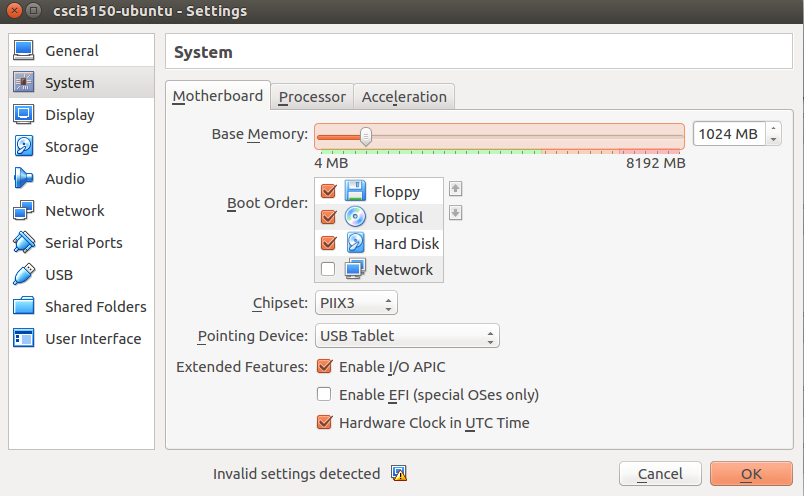 csci3150-ubuntu - Settings
General
System
Display
Storage
Audio
Network
Serial Ports
USB
Shared Folders
User Interface
System
Motherboard Processor Acceleration
Base Memory: 1024 MB
4 MB 8192 MB
Boot Order:
Floppy
Optical
Hard Disk
Network
Chipset: PIIX3
Pointing Device: USB Tablet
Extended Features: Enable I/O APIC
Enable EFI (special OSes only)
Hardware Clock in UTC Time
Invalid settings detected Cancel OK